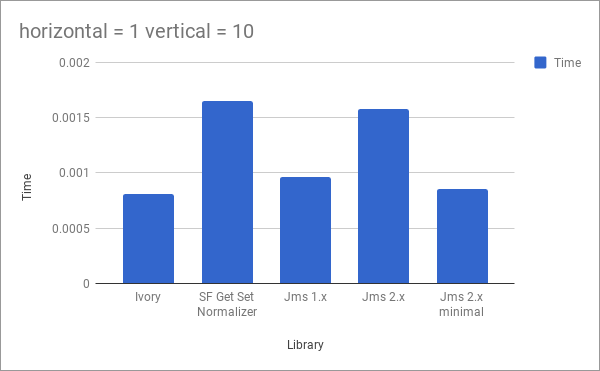 horizontal = 1 vertical = 10
Time
0.002
0.0015
0.001
0.0005
0
Time
Ivory
SF Get Set
Normalizer
Jms 1.x
Jms 2.x
Jms 2.x
minimal
Library